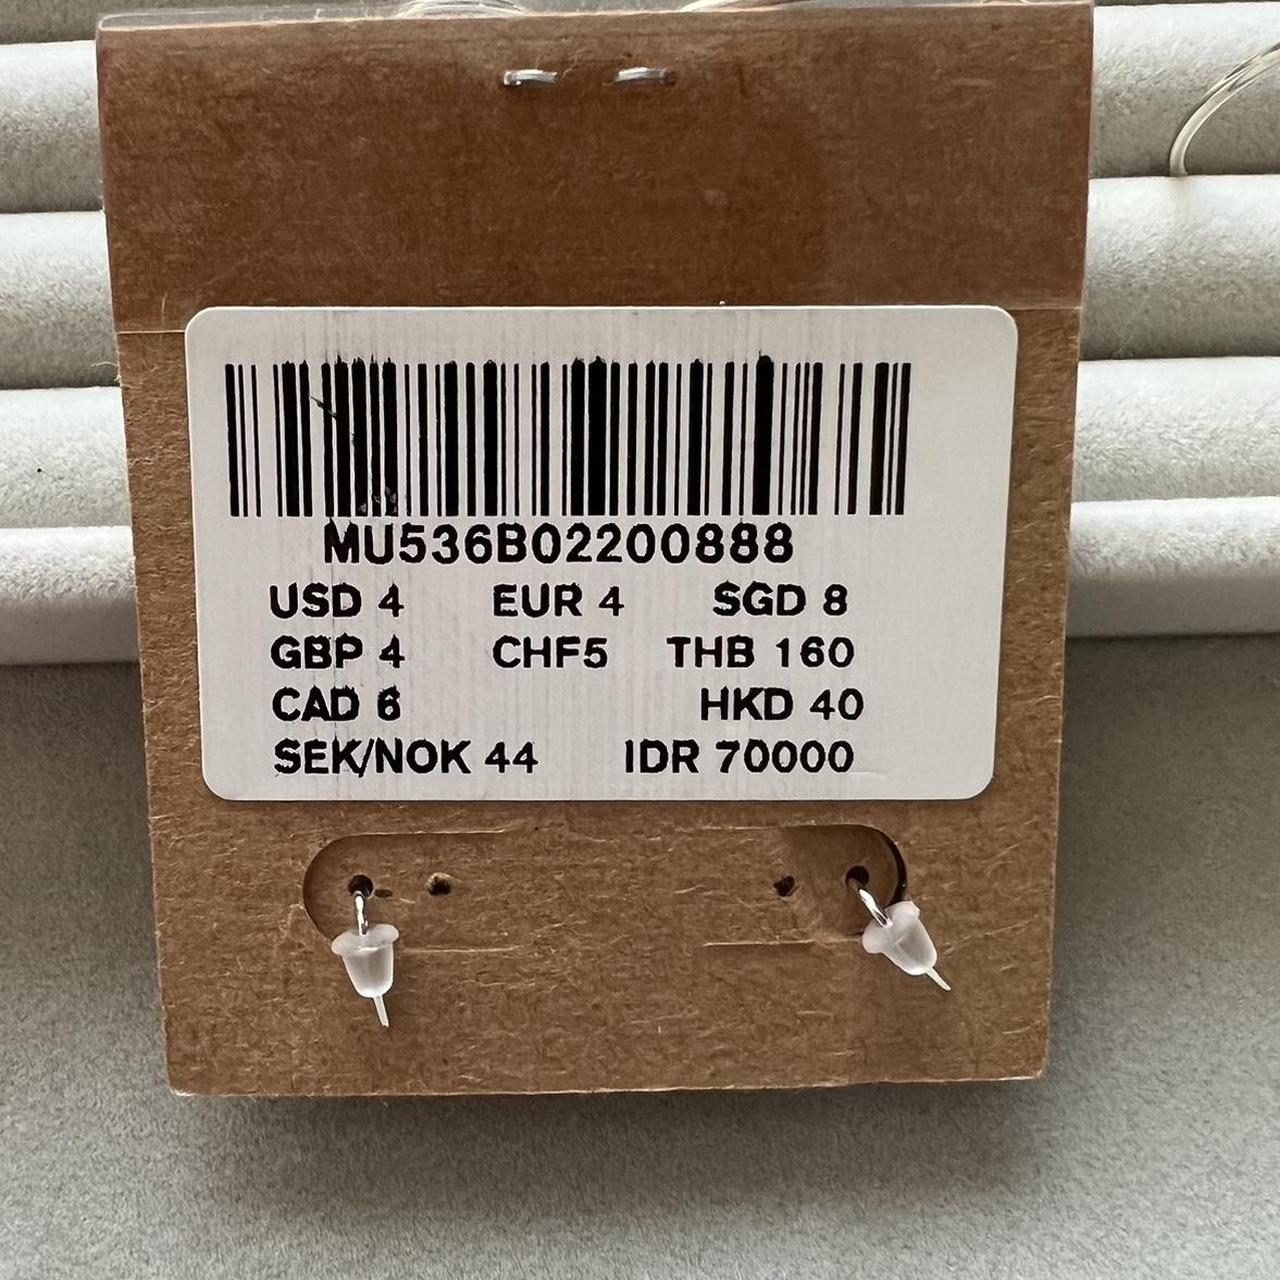 MU536B02200888
USD 4 EUR 4 SGD 8
GBP 4 CHF5 THB 160
CAD 6 HKD 40
SEK/NOK 44 IDR 70000